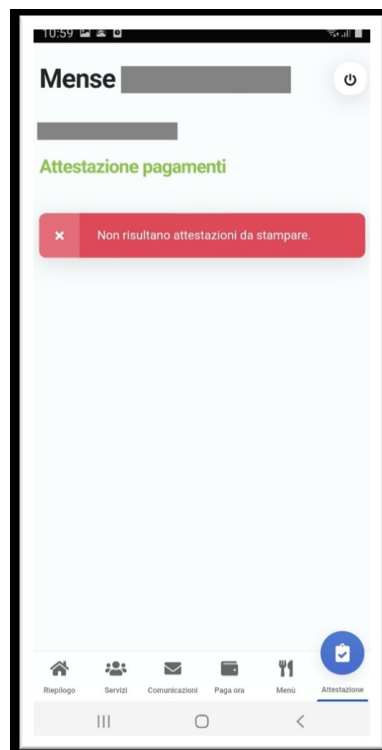 10:59
Mense
Attestazione pagamenti
× Non risultano attestazioni da stampare.
Riepilogo Servizi Comunicazioni Paga ora Menù Attestazione